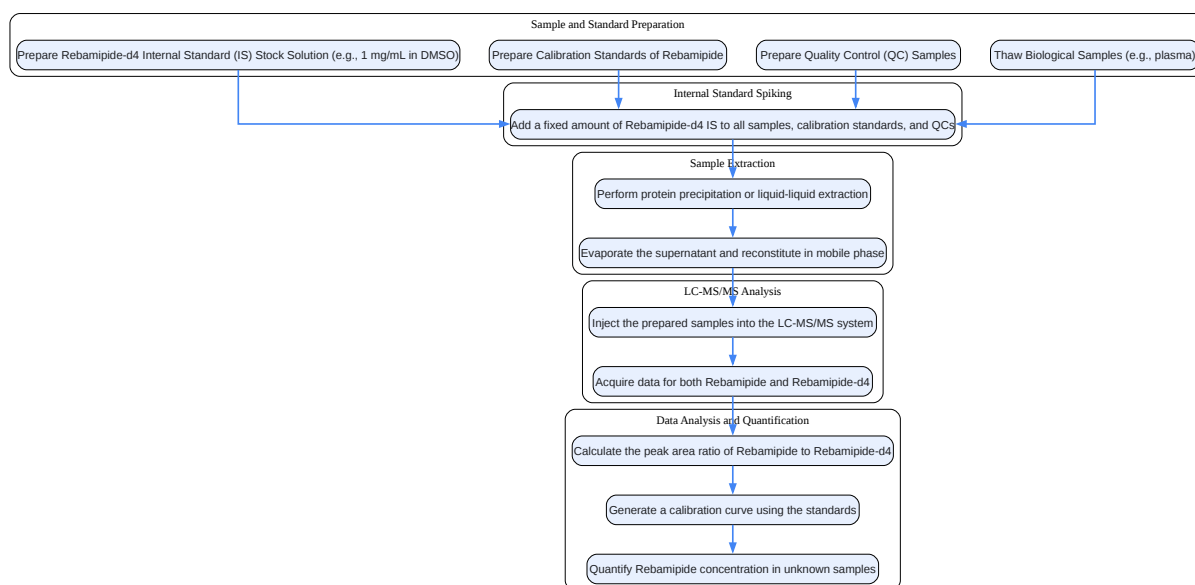 Sample and Standard Preparation
Prepare Rebamipide-d4 Internal Standard (IS) Stock Solution (e.g., 1 mg/mL in DMSO)
Prepare Calibration Standards of Rebamipide
Prepare Quality Control (QC) Samples
Thaw Biological Samples (e.g., plasma)
Internal Standard Spiking
Add a fixed amount of Rebamipide-d4 IS to all samples, calibration standards, and QCs
Sample Extraction
Perform protein precipitation or liquid-liquid extraction
Evaporate the supernatant and reconstitute in mobile phase
LC-MS/MS Analysis
Inject the prepared samples into the LC-MS/MS system
Acquire data for both Rebamipide and Rebamipide-d4
Data Analysis and Quantification
Calculate the peak area ratio of Rebamipide to Rebamipide-d4
Generate a calibration curve using the standards
Quantify Rebamipide concentration in unknown samples